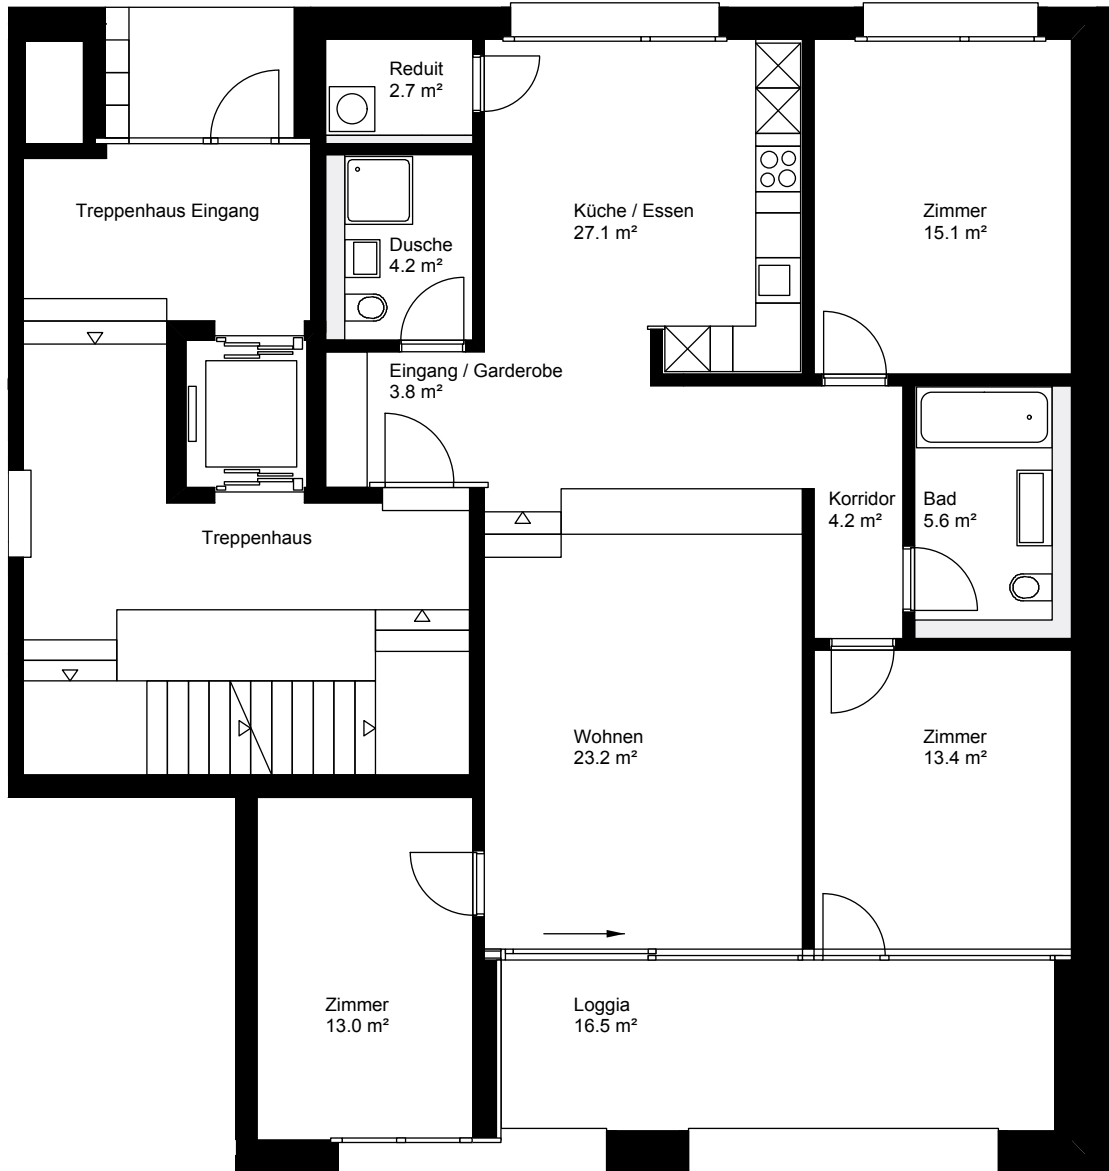 Reduit
2.7 m²
Treppenhaus Eingang
Küche / Essen
27.1 m²
Zimmer
15.1 m²
Dusche
4.2 m²
Eingang / Garderobe
3.8 m²
Korridor
4.2 m²
Bad
5.6 m²
Treppenhaus
Wohnen
23.2 m²
Zimmer
13.4 m²
Zimmer
13.0 m²
Loggia
16.5 m²